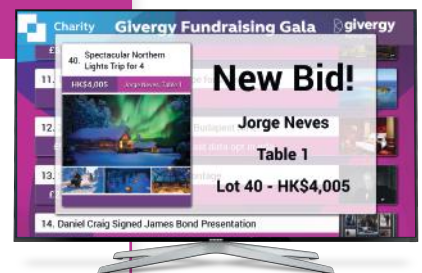 Charity Givergy Fundraising Gala givergy
40. Spectacular Northern
Lights Trip for 4
HK$4,005 Jorge Neves, Table 1
New Bid!
Jorge Neves
Table 1
Lot 40 - HK$4,005
11.
12. Budapest
13.
14. Daniel Craig Signed James Bond Presentation